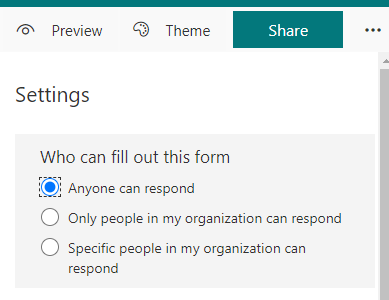 Preview Theme Share ...
Settings
Who can fill out this form
Anyone can respond
Only people in my organization can respond
Specific people in my organization can
respond